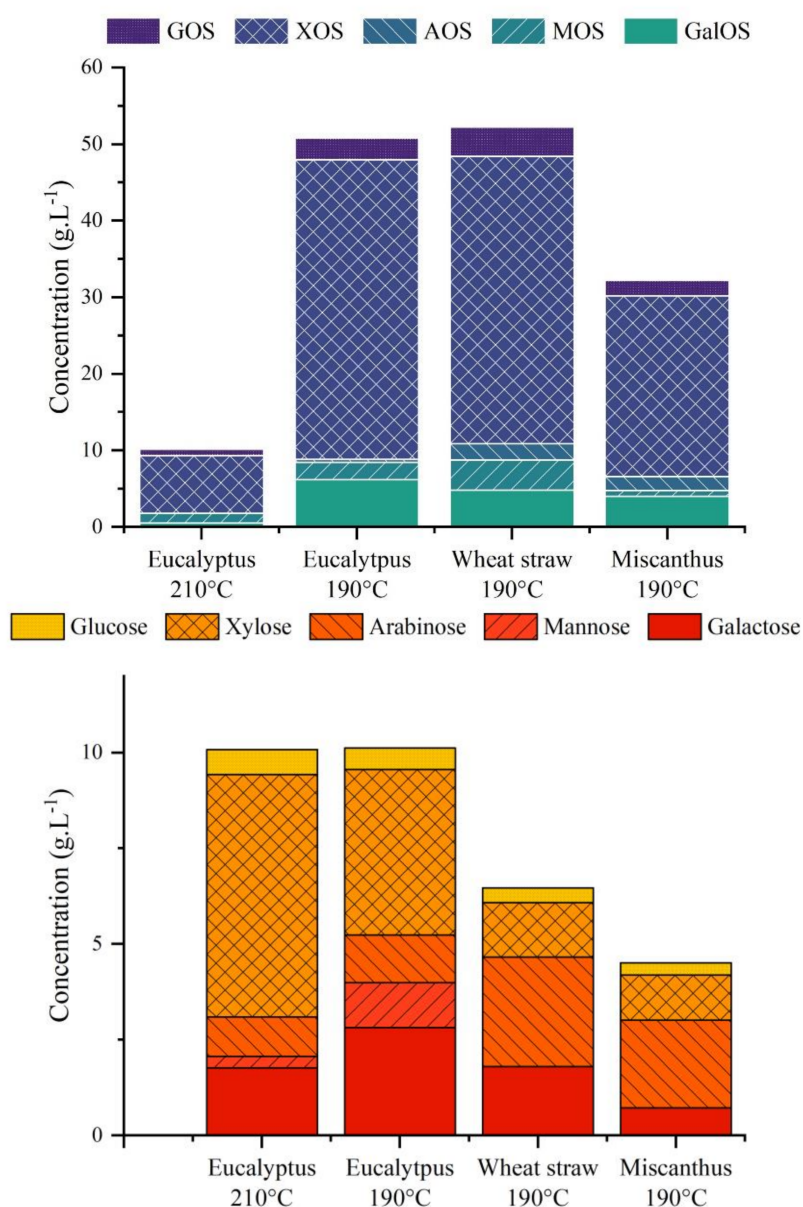 GOS XOS AOS MOS GalOS
60
50
40
30
20
10
0
Concentration (g.L-1)
Eucalyptus Eucalytpus Wheat straw Miscanthus
210°C 190°C 190°C 190°C
Glucose Xylose Arabinose Mannose Galactose
10
5
0
Concentration (g.L-1)
Eucalyptus Eucalytpus Wheat straw Miscanthus
210°C 190°C 190°C 190°C